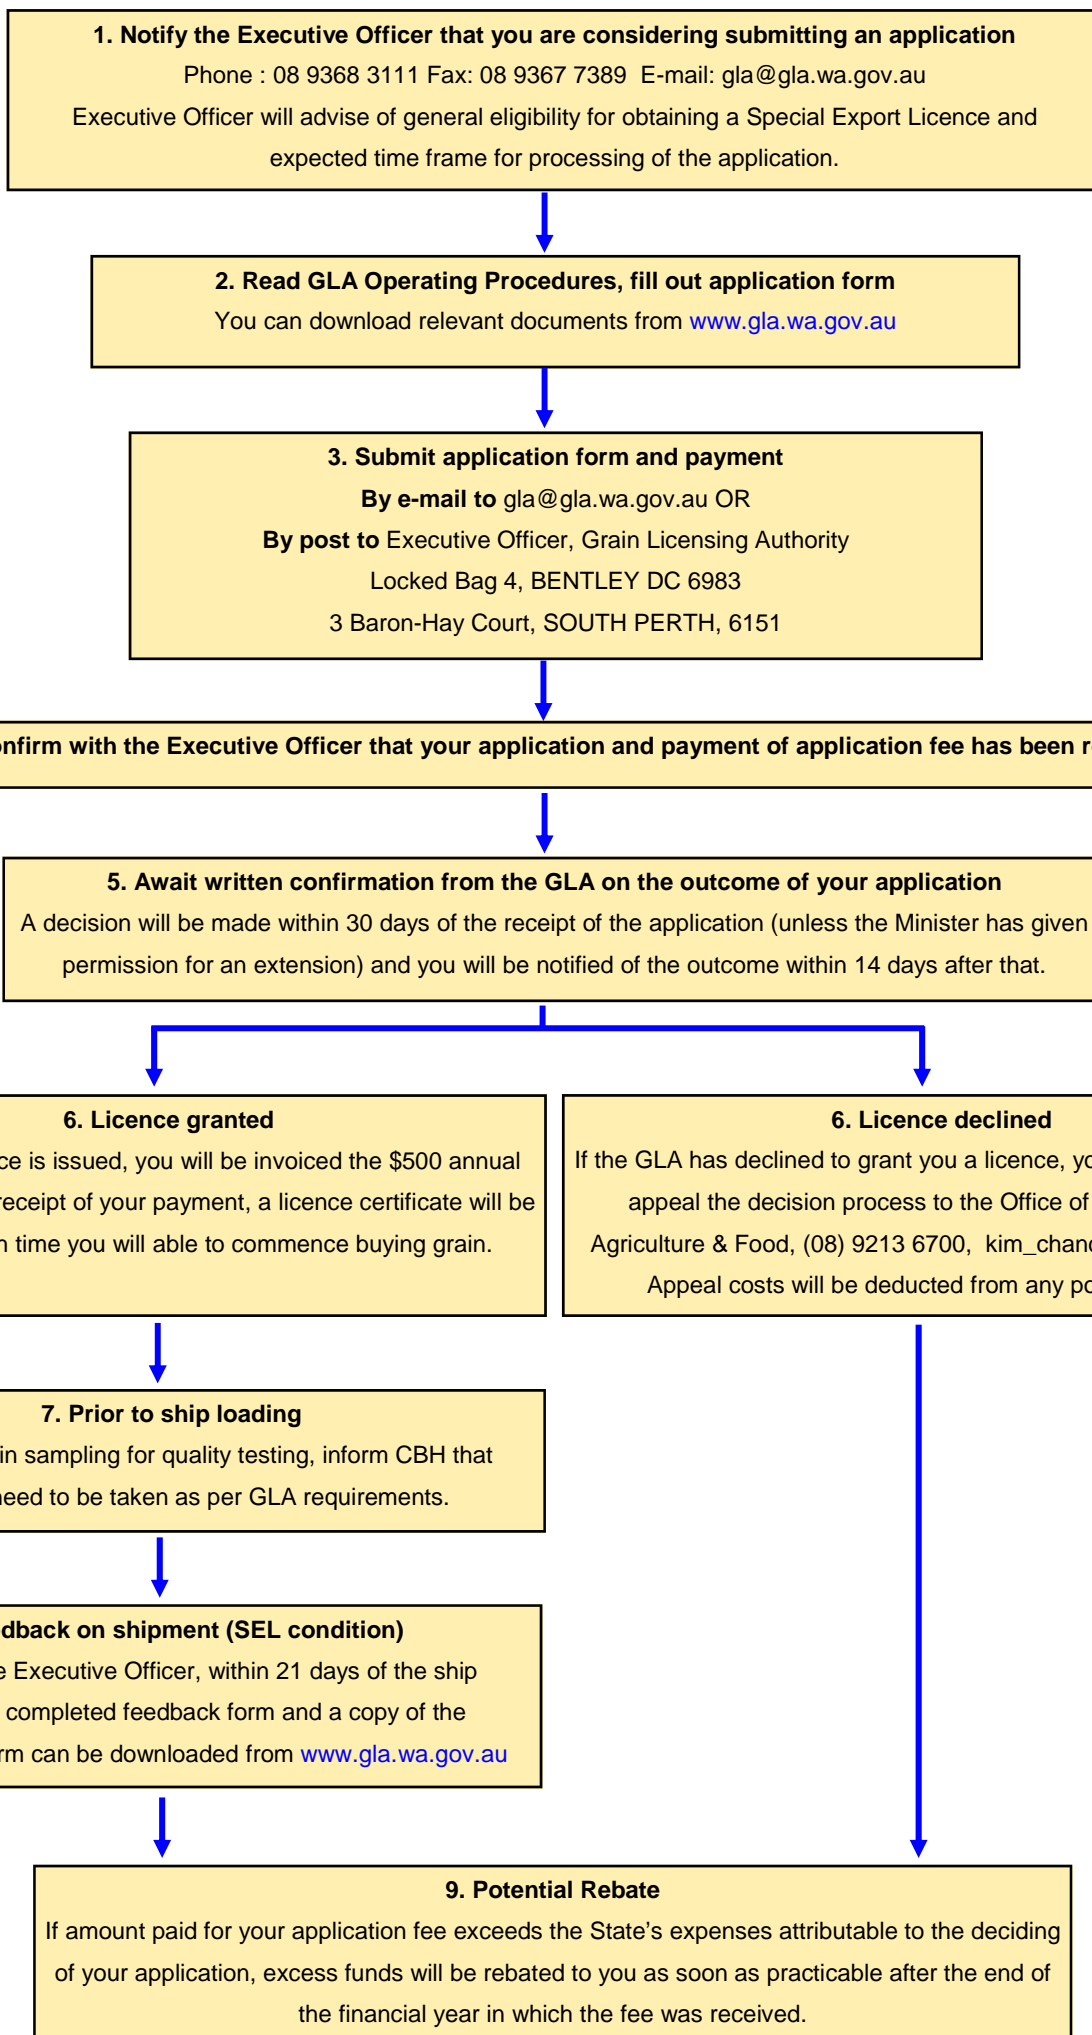 1. Notify the Executive Officer that you are considering submitting an application
Phone : 08 9368 3111 Fax: 08 9367 7389 E-mail: gla@gla.wa.gov.au
Executive Officer will advise of general eligibility for obtaining a Special Export Licence and
expected time frame for processing of the application.
2. Read GLA Operating Procedures, fill out application form
You can download relevant documents from www.gla.wa.gov.au
3. Submit application form and payment
By e-mail to gla@gla.wa.gov.au OR
By post to Executive Officer, Grain Licensing Authority
Locked Bag 4, BENTLEY DC 6983
3 Baron-Hay Court, SOUTH PERTH, 6151
onfirm with the Executive Officer that your application and payment of application fee has been
5. Await written confirmation from the GLA on the outcome of your application
A decision will be made within 30 days of the receipt of the application (unless the Minister has given
permission for an extension) and you will be notified of the outcome within 14 days after that.
6. Licence granted
ce is issued, you will be invoiced the $500 annual
receipt of your payment, a licence certificate will be
time you will able to commence buying grain.
6. Licence declined
If the GLA has declined to grant you a licence,
appeal the decision process to the Office of
Agriculture & Food, (08) 9213 6700, kim_chan
Appeal costs will be deducted from any po
7. Prior to ship loading
in sampling for quality testing, inform CBH that
need to be taken as per GLA requirements.
dback on shipment (SEL condition)
e Executive Officer, within 21 days of the ship
completed feedback form and a copy of the
rm can be downloaded from www.gla.wa.gov.au
9. Potential Rebate
If amount paid for your application fee exceeds the State’s expenses attributable to the deciding
of your application, excess funds will be rebated to you as soon as practicable after the end of
the financial year in which the fee was received.